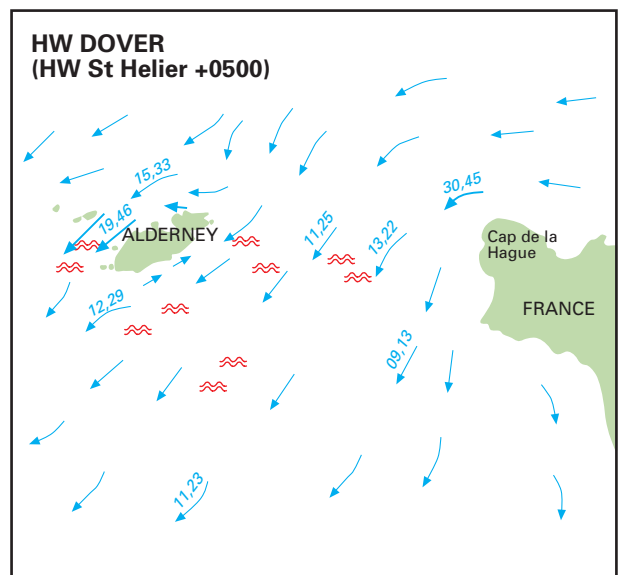 HW DOVER
(HW St Helier +0500)
15,33
30,45
19,46
ALDERNEY
11,25
13,22
Cap de la
Hague
12,29
FRANCE
09,13
11,23